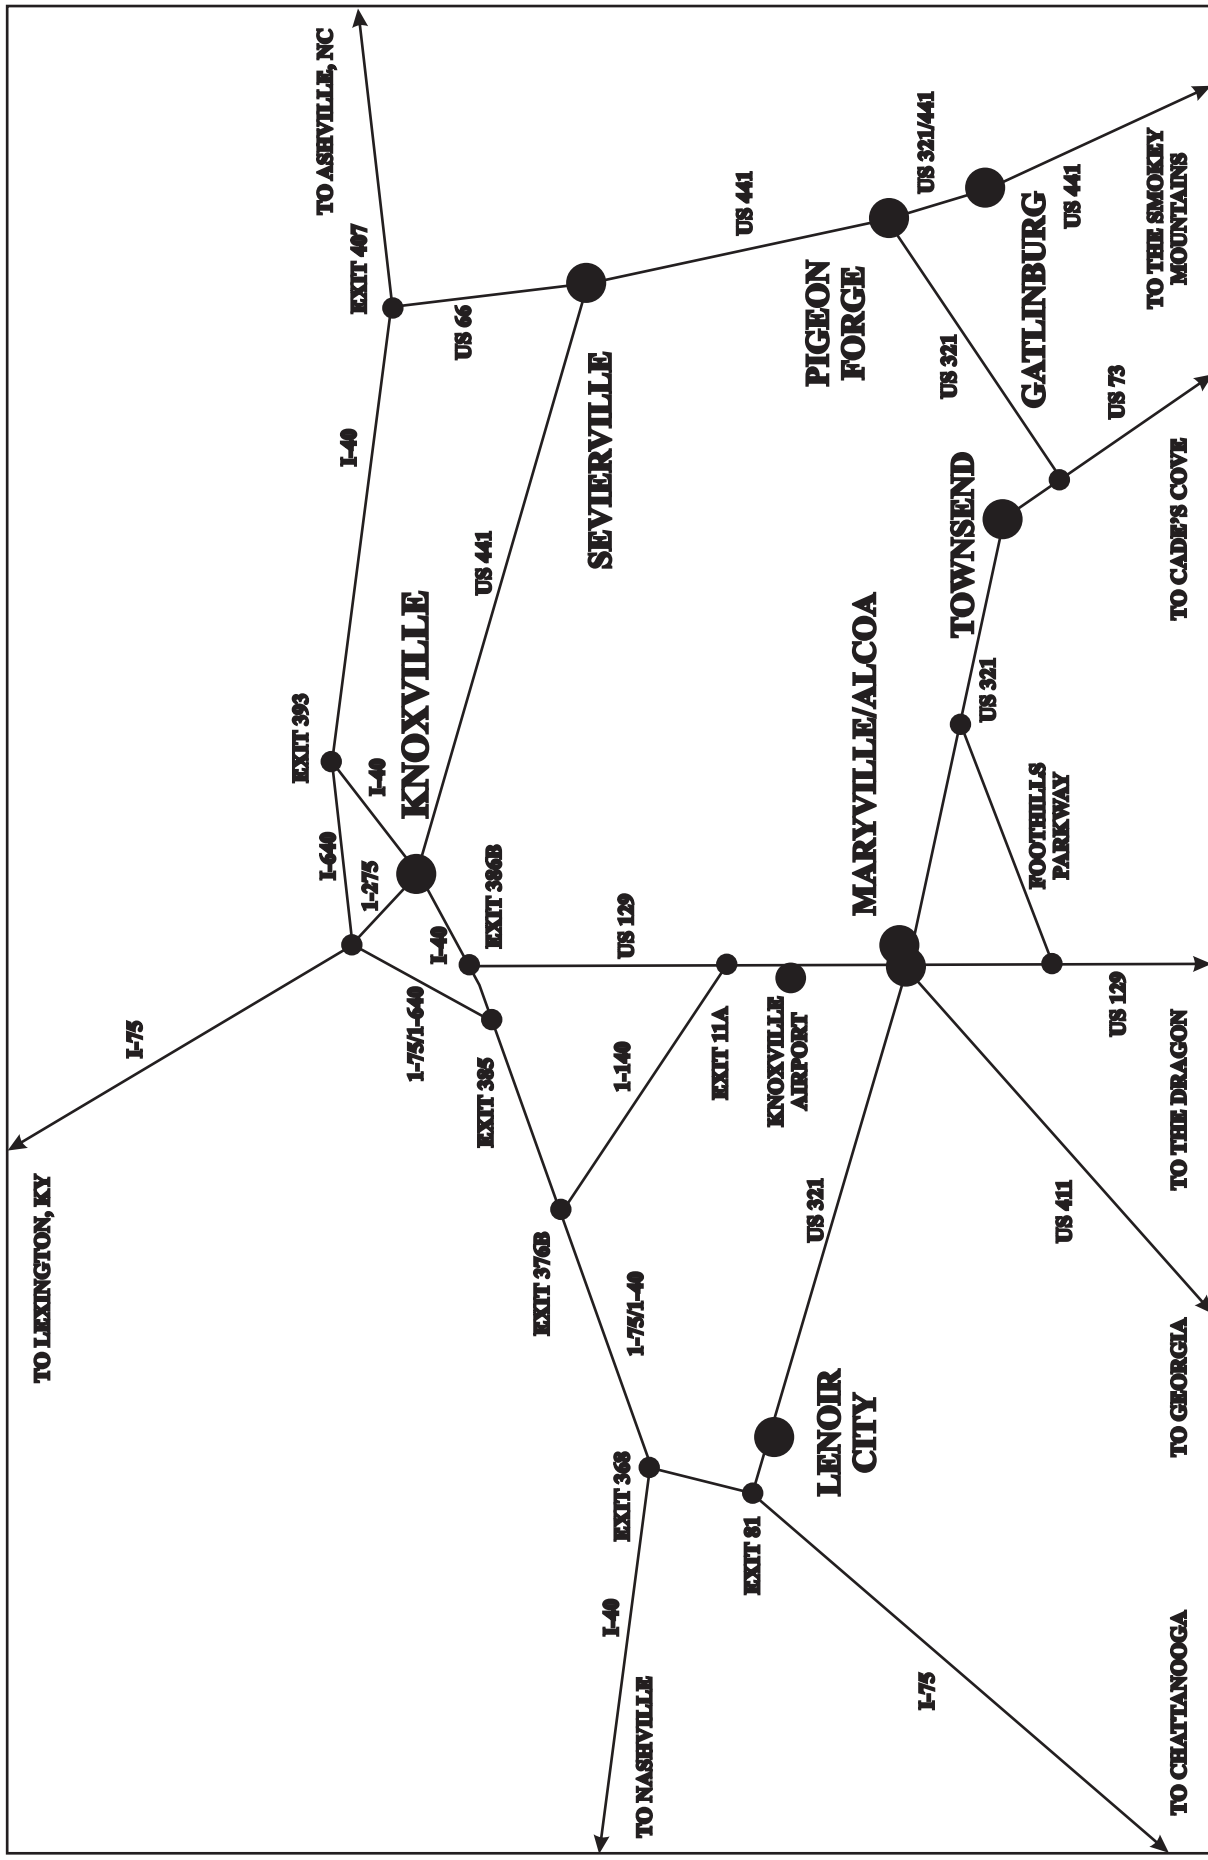 TO LEXINGTON, KY
I-75
TO ASHVILLE, NC
EXIT 407
I-40
EXIT 393
I-640
1-275
I-40
KNOXVILLE
US 66
US 441
1-75/1-640
I-40
EXIT 386B
EXIT 385
SEVIERVILLE
US 441
EXIT 376B
1-140
US 129
1-75/1-40
EXIT 368
I-40
TO NASHVILLE
EXIT 11A
KNOXVILLE
AIRPORT
EXIT 81
LENOIR
CITY
US 321
MARYVILLE/ALCOA
PIGEON
FORGE
US 321/441
US 321
GATLINBURG
US 441
TOWNSEND
US 321
FOOTHILLS
PARKWAY
US 73
I-75
US 411
US 129
TO CHATTANOOGA
TO GEORGIA
TO THE DRAGON
TO CADE'S COVE
TO THE SMOKEY
MOUNTAINS